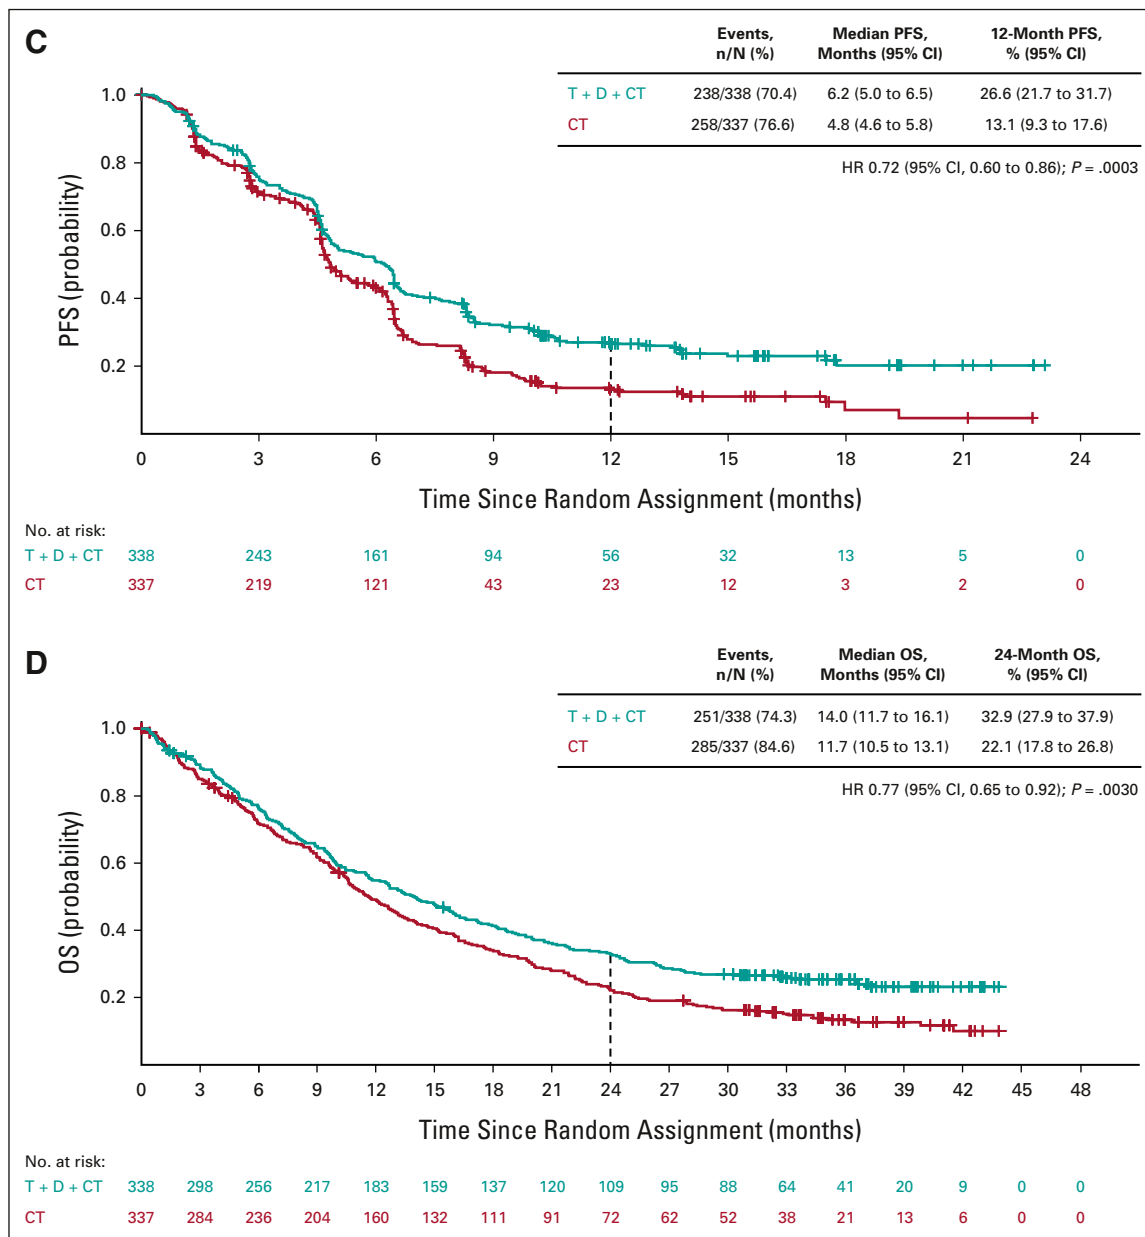 C
Events, Median PFS, 12-Month PFS,
n/N (%) Months (95% CI) % (95% CI)
T + D + CT 238/338 (70.4) 6.2 (5.0 to 6.5) 26.6 (21.7 to 31.7)
CT 258/337 (76.6) 4.8 (4.6 to 5.8) 13.1 (9.3 to 17.6)
HR 0.72 (95% CI, 0.60 to 0.86); P = .0003
PFS (probability)
1.0
0.8
0.6
0.4
0.2
0 3 6 9 12 15 18 21 24
Time Since Random Assignment (months)
No. at risk:
T + D + CT 338 243 161 94 56 32 13 5 0
CT 337 219 121 43 23 12 3 2 0
D
Events, Median OS, 24-Month OS,
n/N (%) Months (95% CI) % (95% CI)
T + D + CT 251/338 (74.3) 14.0 (11.7 to 16.1) 32.9 (27.9 to 37.9)
CT 285/337 (84.6) 11.7 (10.5 to 13.1) 22.1 (17.8 to 26.8)
HR 0.77 (95% CI, 0.65 to 0.92); P = .0030
OS (probability)
1.0
0.8
0.6
0.4
0.2
0 3 6 9 12 15 18 21 24 27 30 33 36 39 42 45 48
Time Since Random Assignment (months)
No. at risk:
T + D + CT 338 298 256 217 183 159 137 120 109 95 88 64 41 20 9 0 0
CT 337 284 236 204 160 132 111 91 72 62 52 38 21 13 6 0 0